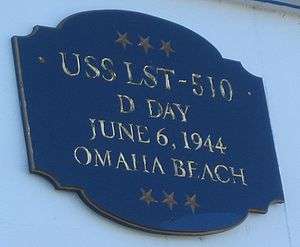 USS LST-510
D DAY
JUNE 6, 1944
OMAHA BEACH